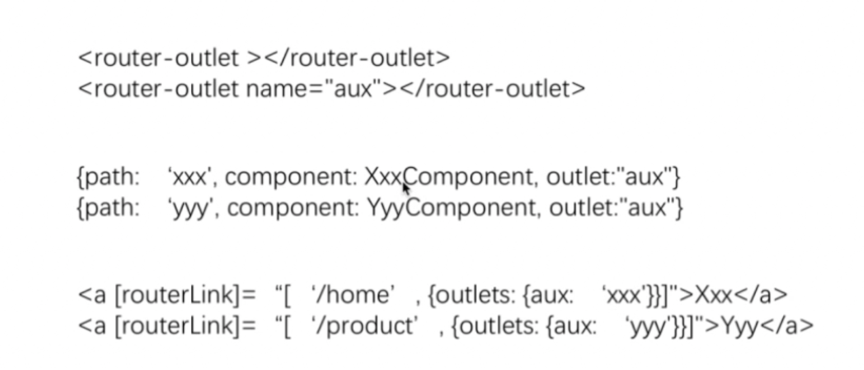 <router-outlet ></router-outlet>
<router-outlet name="aux"></router-outlet>
{path: ‘xxx', component: XxxComponent, outlet:"aux"}
{path: ‘yyy', component: YyyComponent, outlet:"aux"}
<a [routerLink]= “[ ‘/home’ , {outlets: {aux: ‘xxx'}}]">Xxx</a>
<a [routerLink]= “[ ‘/product’ , {outlets: {aux: ‘yyy'}}]">Yyy</a>